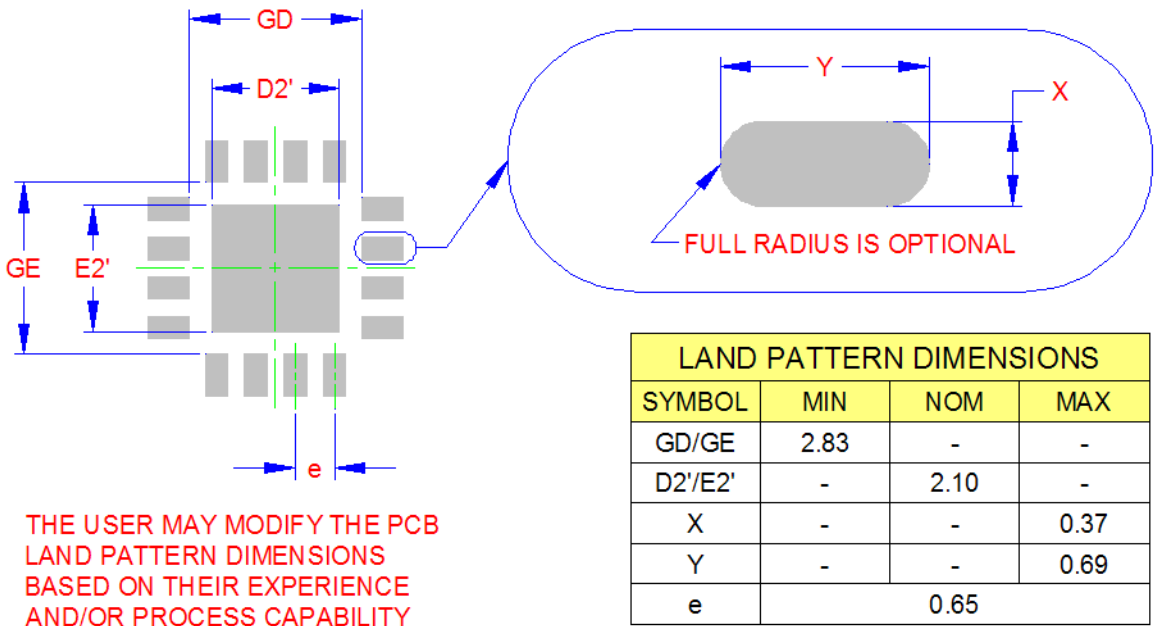 GD
D2'
GE
E2'
e
Y
X
FULL RADIUS IS OPTIONAL
THE USER MAY MODIFY THE PCB
LAND PATTERN DIMENSIONS
BASED ON THEIR EXPERIENCE
AND/OR PROCESS CAPABILITY
LAND PATTERN DIMENSIONS
SYMBOL MIN NOM MAX
GD/GE 2.83 - -
D2'/E2' - 2.10 -
X - - 0.37
Y - - 0.69
e 0.65